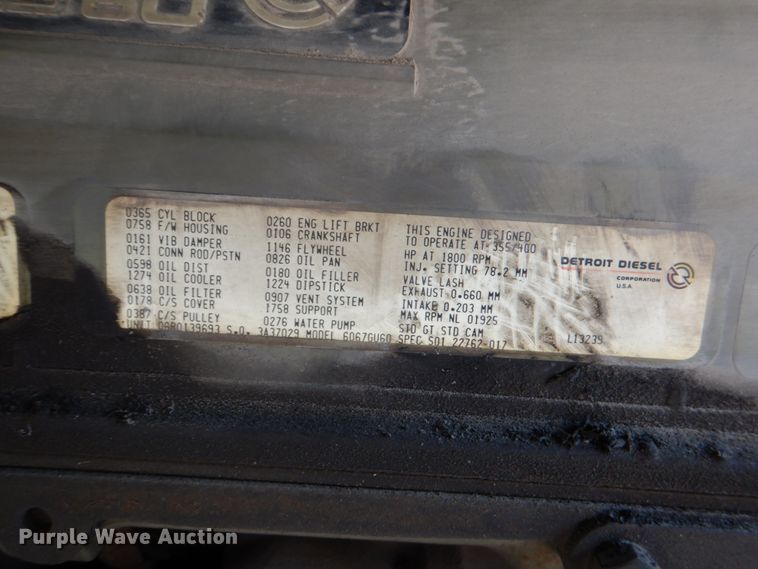 0365 CYL BLOCK
0758 F/W HOUSING
0161 VIB DAMPER
0421 CONN ROD/PSTN
0598 OIL DIST
1274 OIL COOLER
0638 OIL FILTER
0178 C/S COVER
0387 C/S PULLEY
0260 ENG LIFT BRKT
0106 CRANKSHAFT
1146 FLYWHEEL
0826 OIL PAN
0180 OIL FILLER
1224 DIPSTICK
0907 VENT SYSTEM
1758 SUPPORT
0276 WATER PUMP
THIS ENGINE DESIGNED
TO OPERATE AT 355/400
HP AT 1800 RPM
INJ. SETTING 78.2 MM
VALVE LASH
EXHAUST 0.660 MM
INTAKE 0.203 MM
MAX RPM NL 01925
STD GT STD CAM
UNIT 06R0139693 S.O. 3A37029 MODEL 6067GU60 SPEC S01 22762-017
DETROIT DIESEL
CORPORATION
U.S.A
L13239
Purple Wave Auction